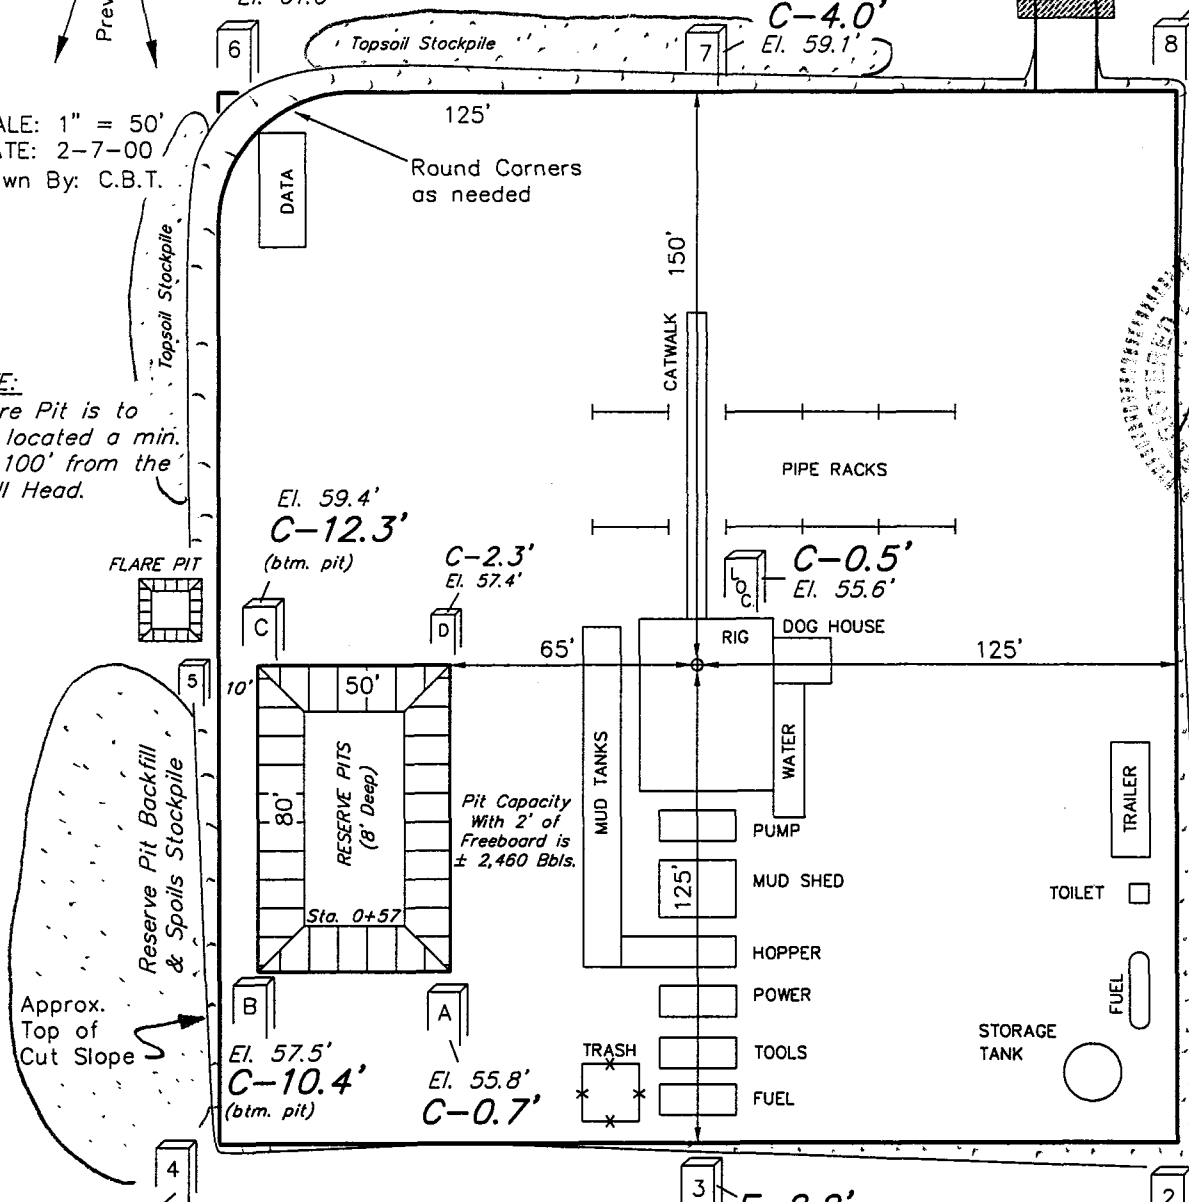 C-4.0'
El. 59.1'
6
Topsoil Stockpile
7
8
Prev
1" = 50'
2-7-00
By: C.B.T.
125'
Round Corners
as needed
DATA
Topsoil Stockpile
150'
CATWALK
Pit is to
located a min.
100' from the
Head.
PIPE RACKS
El. 59.4'
C-12.3'
(btm. pit)
C-2.3'
El. 57.4'
C-0.5'
El. 55.6'
LOC.
FLARE PIT
C
D
RIG
DOG HOUSE
65'
125'
5
10'
50'
80'
RESERVE PITS
(8' Deep)
Sta. 0+57
Reserve Pit Backfill
& Spoils Stockpile
Pit Capacity
With 2' of
Freeboard is
± 2,460 Bbls.
MUD TANKS
WATER
PUMP
MUD SHED
125'
HOPPER
POWER
TOOLS
FUEL
TRASH
TRAILER
TOILET
FUEL
STORAGE
TANK
Approx.
Top of
Cut Slope
B
A
El. 57.5'
C-10.4'
(btm. pit)
El. 55.8'
C-0.7'
4
3
2